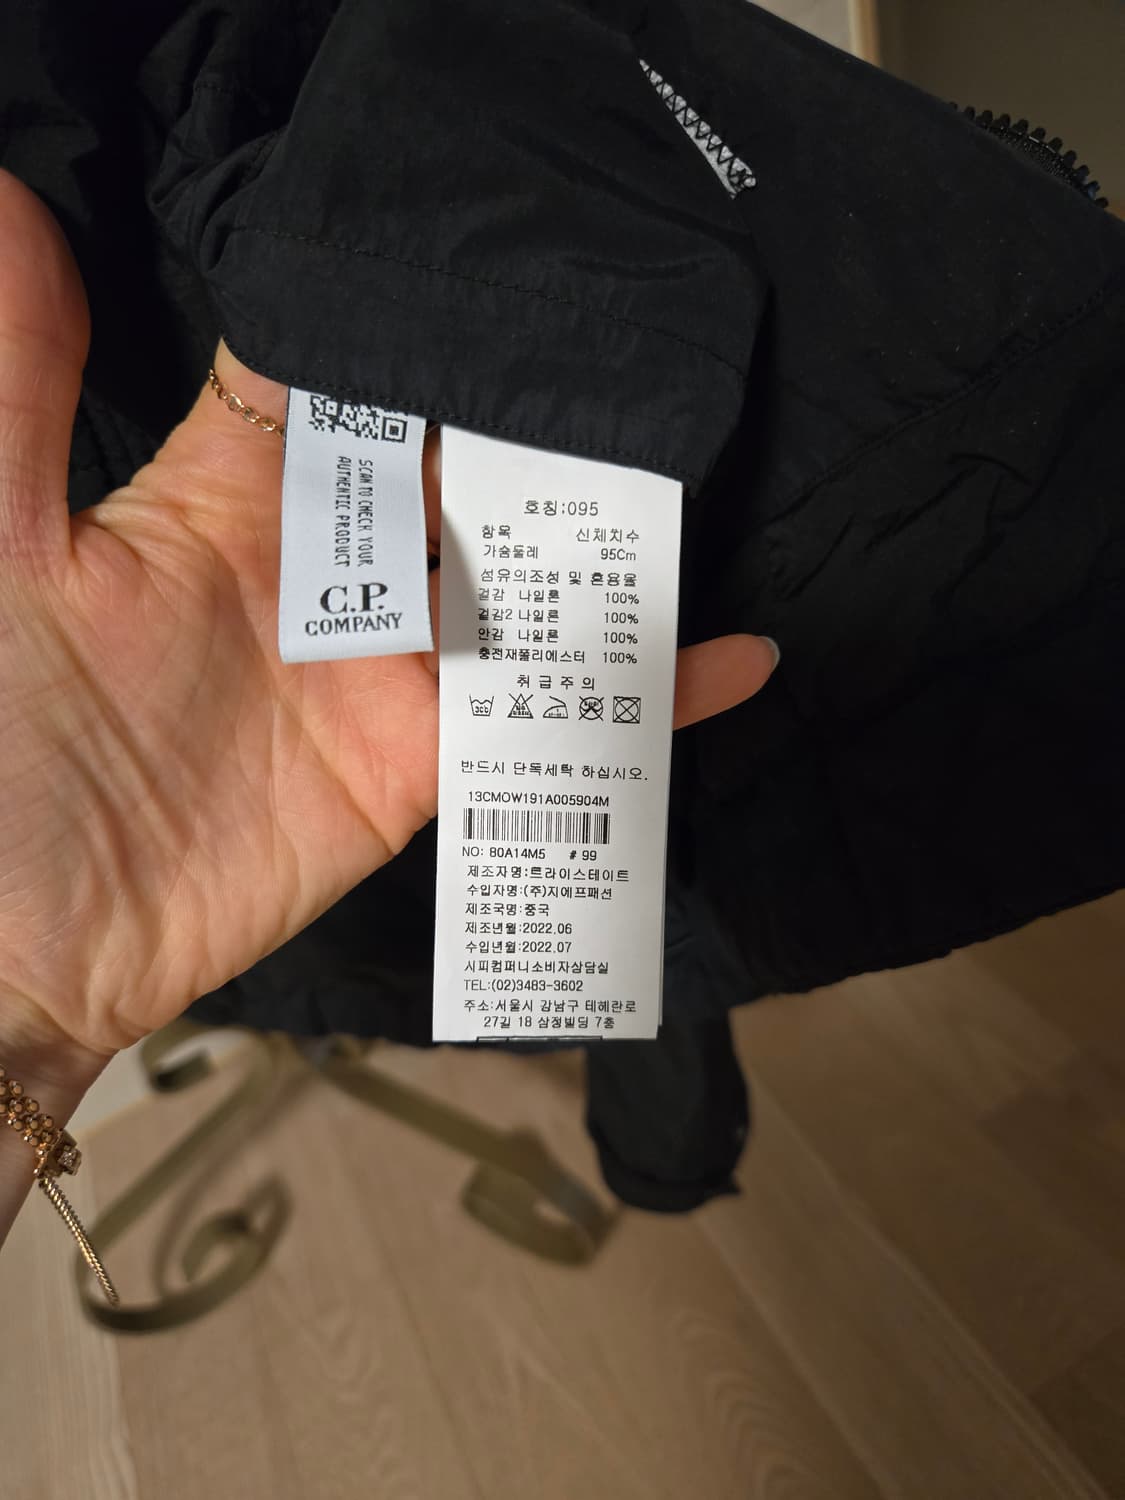 SCAN TO CHECK YOUR
AUTHENTIC PRODUCT
C.P.
COMPANY
호칭:095
항목 신체치수
가슴둘레 95Cm
섬유의조성 및 혼용율
겉감 나일론 100%
겉감2 나일론 100%
안감 나일론 100%
충전재폴리에스터 100%
취급주의
반드시 단독세탁 하십시오.
13CMOW191A005904M
NO: 80A14M5 # 99
제조자명:트라이스테이트
수입자명:(주)지에프패션
제조국명:중국
제조년월:2022.06
수입년월:2022.07
시피컴퍼니소비자상담실
TEL:(02)3483-3602
주소:서울시 강남구 테헤란로
27길 18 삼정빌딩 7층